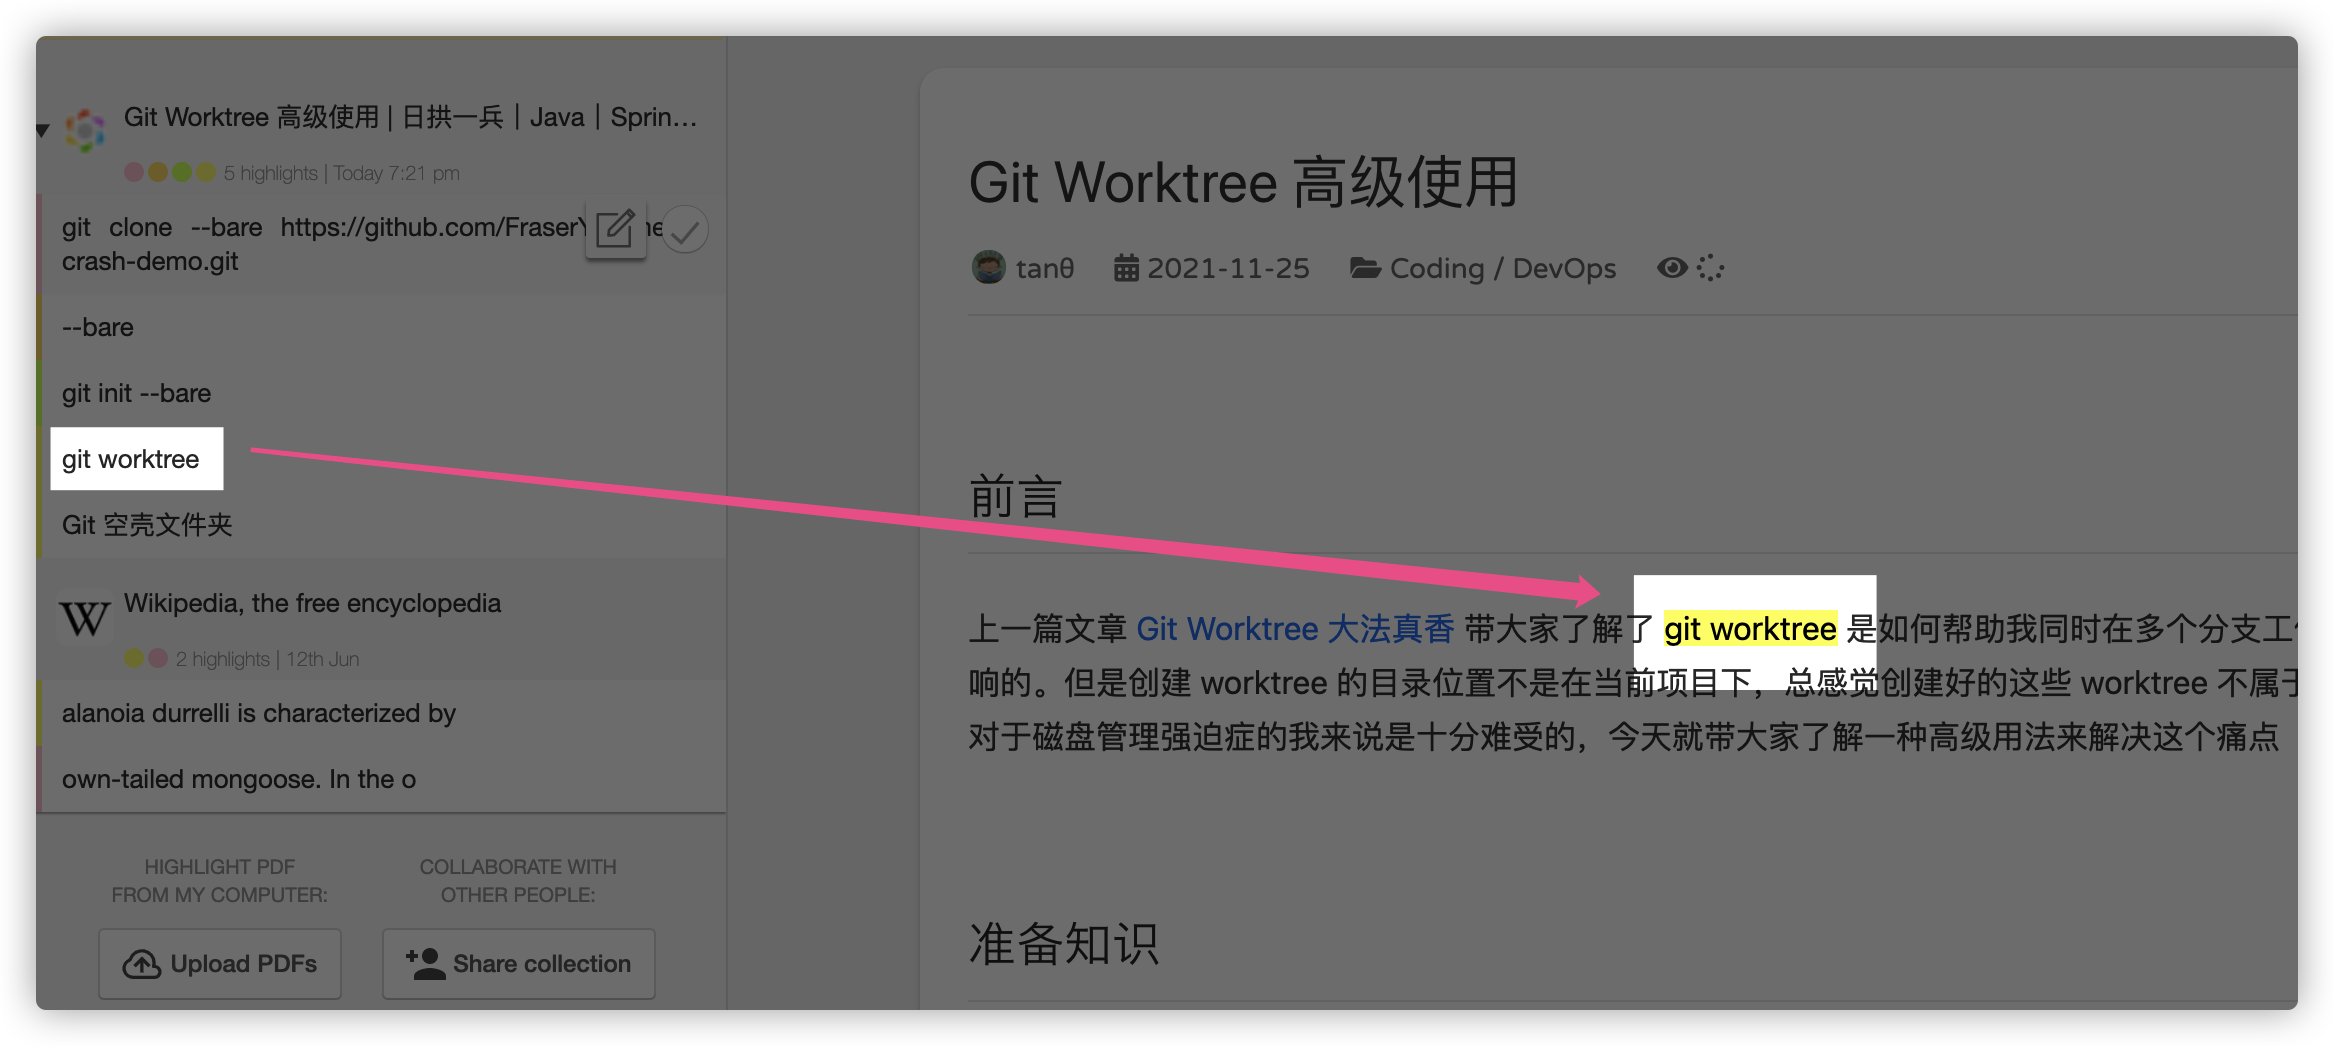 Git Worktree 高级使用 | 日拱一兵 | Java | Sprin...
5 highlights | Today 7:21 pm
git clone --bare https://github.com/Fraser
crash-demo.git
--bare
git init --bare
git worktree
Git 空壳文件夹
Wikipedia, the free encyclopedia
2 highlights | 12th Jun
alanoia durrelli is characterized by
own-tailed mongoose. In the o
HIGHLIGHT PDF
FROM MY COMPUTER:
Upload PDFs
COLLABORATE WITH
OTHER PEOPLE:
Share collection
Git Worktree 高级使用
tanθ 2021-11-25 Coding / DevOps
前言
上一篇文章 Git Worktree 大法真香 带大家了解了 git worktree 是如何帮助我同时在多个分支工
响的。但是创建 worktree 的目录位置不是在当前项目下，总感觉创建好的这些 worktree 不属于
对于磁盘管理强迫症的我来说是十分难受的，今天就带大家了解一种高级用法来解决这个痛点
准备知识